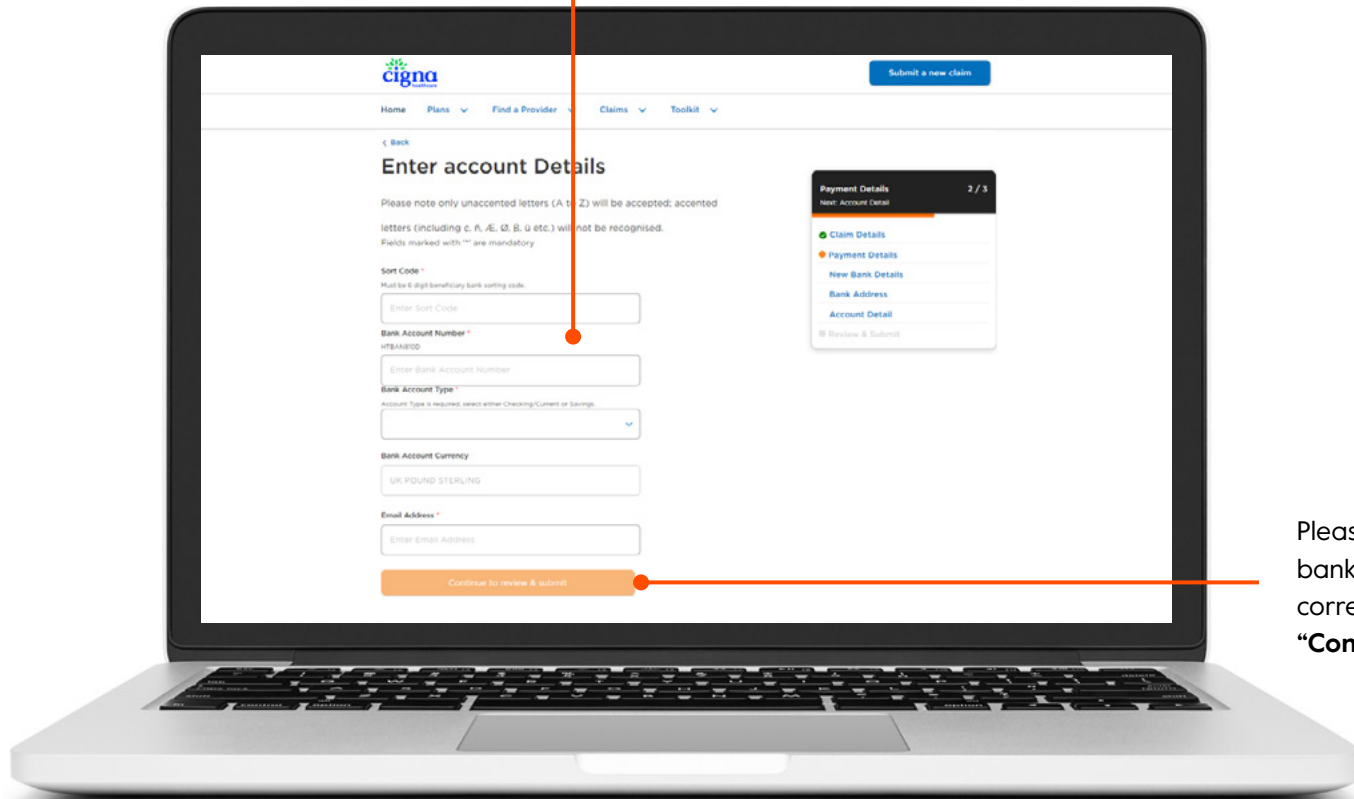 cigna
healthcare
Submit a new claim
Home Plans Find a Provider Claims Toolkit
Back
Enter account Details
Please note only unaccented letters (A to Z) will be accepted; accented
letters (including ç, ñ, Æ, Ø, ß, ü etc.) will not be recognised.
Fields marked with "*" are mandatory
Sort Code *
Must be 6 digit beneficiary bank sorting code.
Enter Sort Code
Bank Account Number *
HTBAN810D
Enter Bank Account Number
Bank Account Type *
Account Type is required, select either Checking/Current or Savings.
Bank Account Currency
UK POUND STERLING
Email Address *
Enter Email Address
Continue to review & submit
Payment Details 2 / 3
Next: Account Detail
Claim Details
Payment Details
New Bank Details
Bank Address
Account Detail
Review & Submit
Pleas
bank
corre
“Con